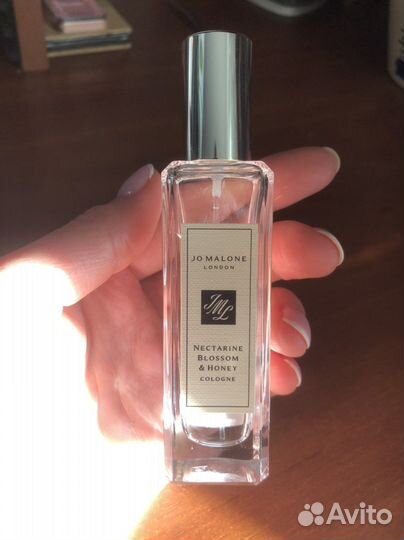 JO MALONE
LONDON
JML
NECTARINE
BLOSSOM
& HONEY
COLOGNE
Avito